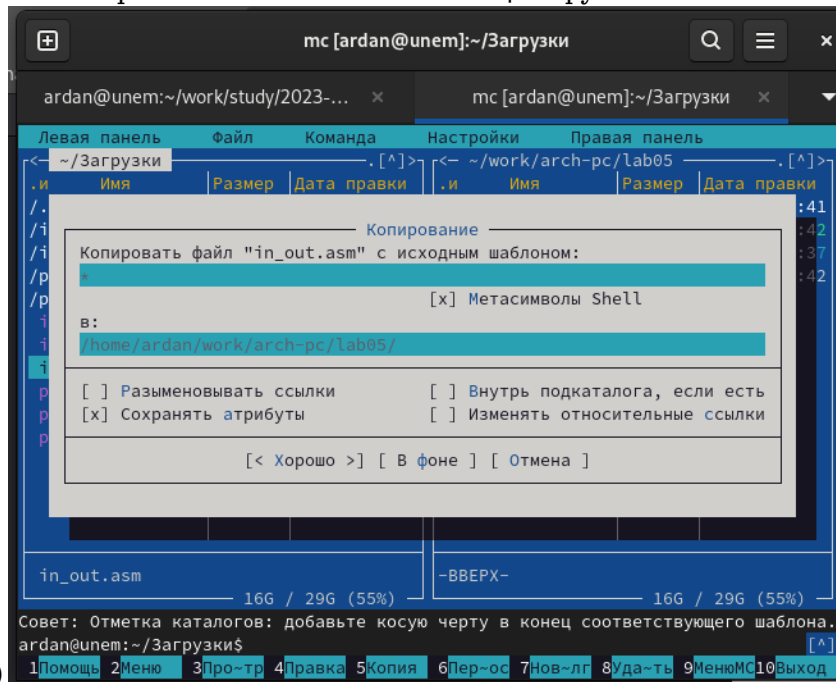 mc [ardan@unem]:~/Загрузки
ardan@unem:~/work/study/2023-... × mc [ardan@unem]:~/Загрузки ×
Левая панель Файл Команда Настройки Правая панель
<— ~/Загрузки .[^]> <— ~/work/arch-pc/lab05 .[^]>
.и Имя Размер Дата правки .и Имя Размер Дата правки
/. :41
/i Копирование :42
/i Копировать файл "in_out.asm" с исходным шаблоном: :37
/p * :42
/p [x] Метасимволы Shell
i в:
i /home/ardan/work/arch-pc/lab05/
i
p [ ] Разыменовывать ссылки [ ] Внутрь подкаталога, если есть
p [x] Сохранять атрибуты [ ] Изменять относительные ссылки
p
[< Хорошо >] [ В фоне ] [ Отмена ]
in_out.asm -ВВЕРХ-
16G / 29G (55%) 16G / 29G (55%)
Совет: Отметка каталогов: добавьте косую черту в конец соответствующего шаблона.
ardan@unem:~/Загрузки$ [^]
1Помощь 2Меню 3Про~тр 4Правка 5Копия 6Пер~ос 7Нов~лг 8Уда~ть 9МенюMC 10Выход